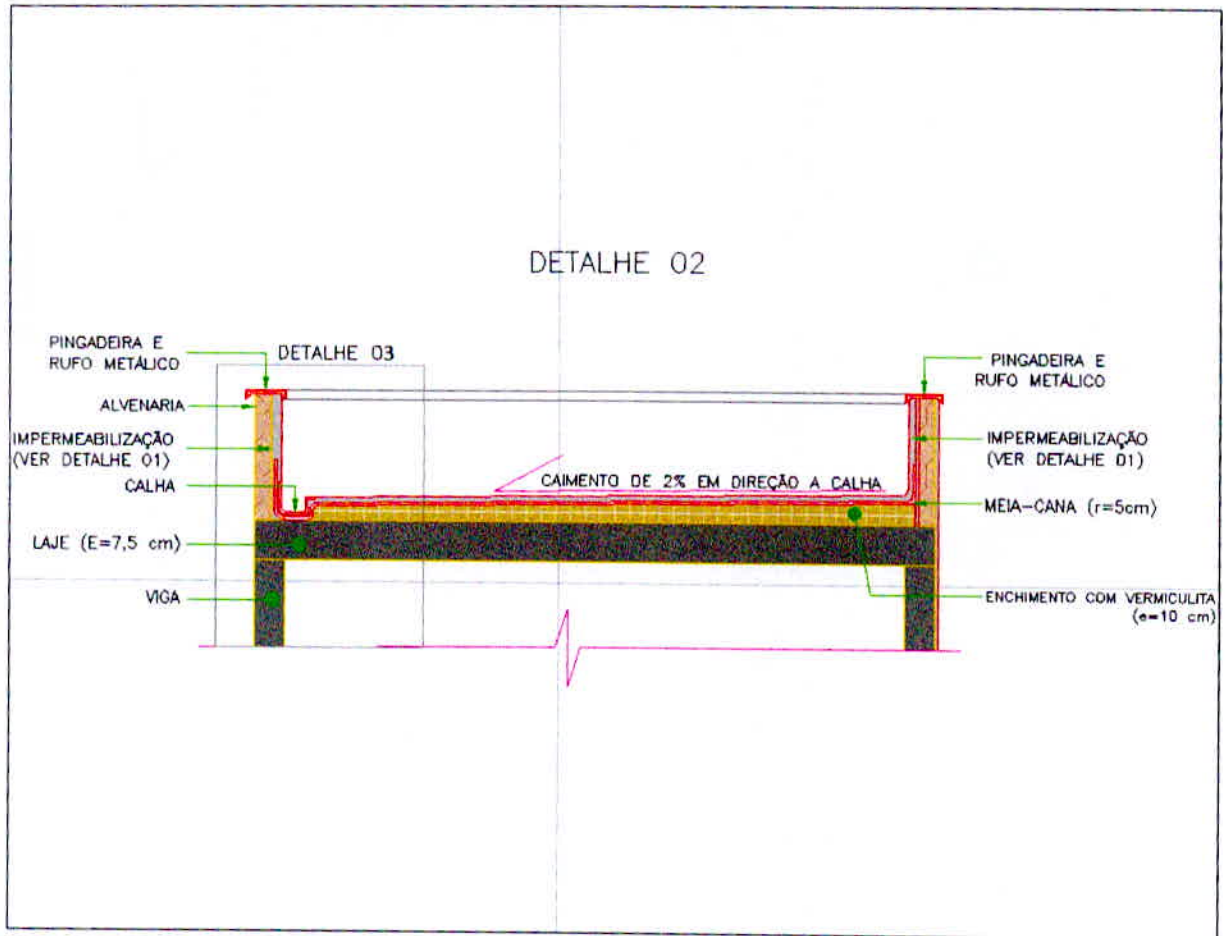 DETALHE 02
PINGADEIRA E
RUFO METÁLICO
DETALHE 03
ALVENARIA
IMPERMEABILIZAÇÃO
(VER DETALHE 01)
CALHA
LAJE (E=7,5 cm)
VIGA
CAIMENTO DE 2% EM DIREÇÃO A CALHA
PINGADEIRA E
RUFO METÁLICO
IMPERMEABILIZAÇÃO
(VER DETALHE 01)
MEIA-CANA (r=5cm)
ENCHIMENTO COM VERMICULITA
(e=10 cm)